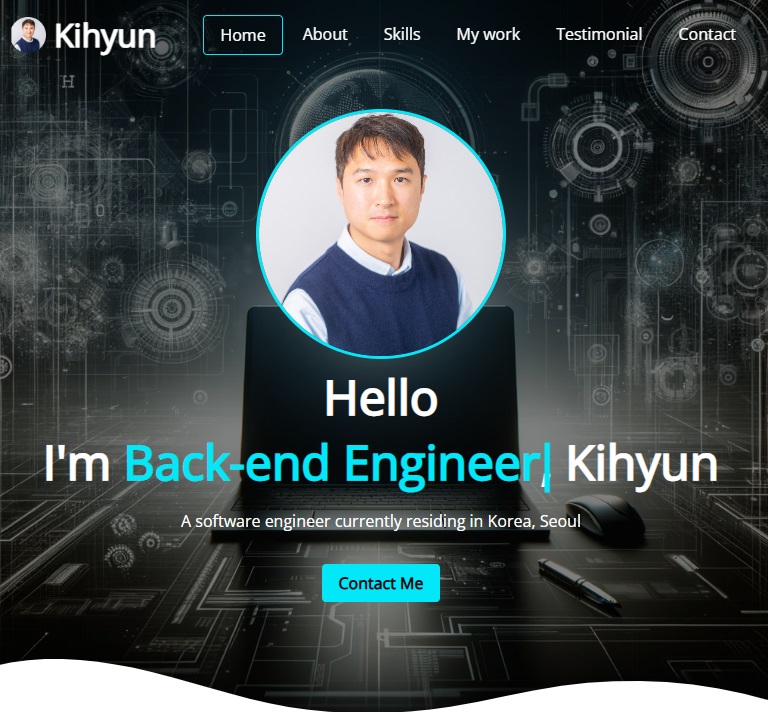 Kihyun Home About Skills My work Testimonial Contact
Hello
I'm Back-end Engineer| Kihyun
A software engineer currently residing in Korea, Seoul
Contact Me